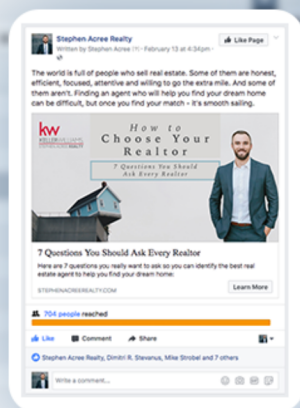 Stephen Acree Realty
Like Page
Written by Stephen Acree · February 13 at 4:34pm ·
The world is full of people who sell real estate. Some of them are honest,
efficient, focused, attentive and willing to go the extra mile. And some of
them aren't. Finding an agent who will help you find your dream home
can be difficult, but once you find your match - it's smooth sailing.
kw
KELLERWILLIAMS
How to
Choose Your
Realtor
7 Questions You Should
Ask Every Realtor
7 Questions You Should Ask Every Realtor
Here are 7 questions you really want to ask so you can identify the best real
estate agent to help you find your dream home:
STEPHENACREEREALTY.COM
Learn More
704 people reached
Like Comment Share
Stephen Acree Realty, Dimitri R. Stevanus, Mike Strobel and 7 others
Write a comment...